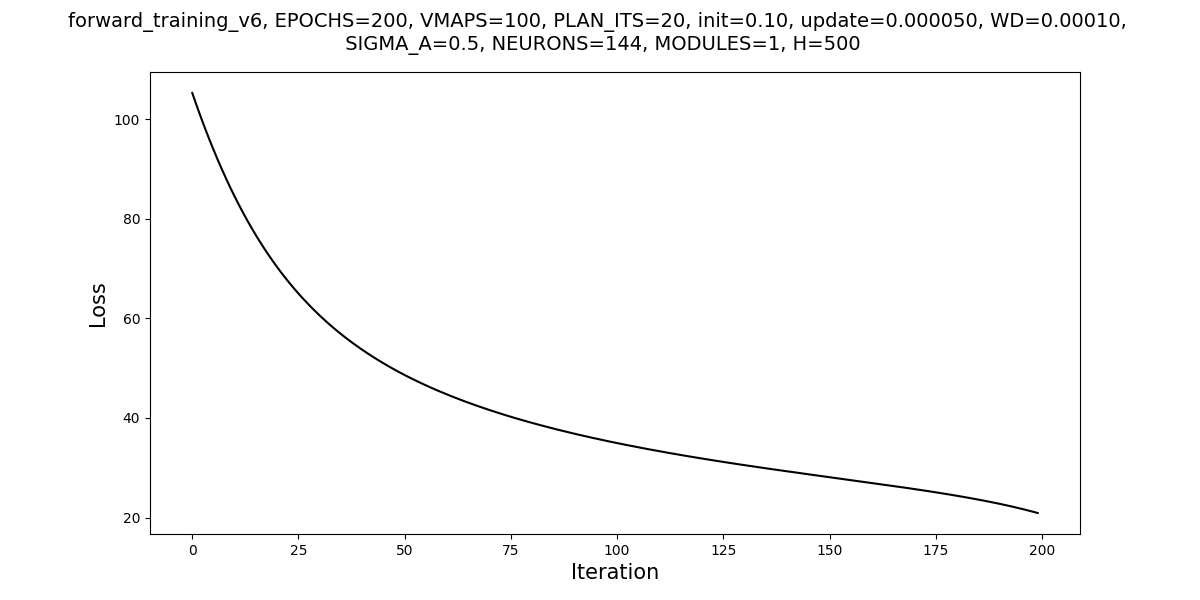 forward_training_v6, EPOCHS=200, VMAPS=100, PLAN_ITS=20, init=0.10, update=0.000050, WD=0.00010,
SIGMA_A=0.5, NEURONS=144, MODULES=1, H=500
100
80
60
40
20
Loss
0 25 50 75 100 125 150 175 200
Iteration